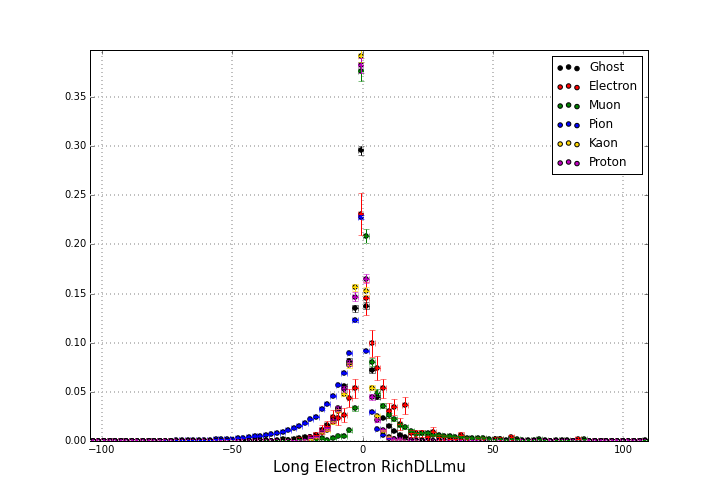 0.35
0.30
0.25
0.20
0.15
0.10
0.05
0.00
−100
−50
0
50
100
Long Electron RichDLLmu
Ghost
Electron
Muon
Pion
Kaon
Proton